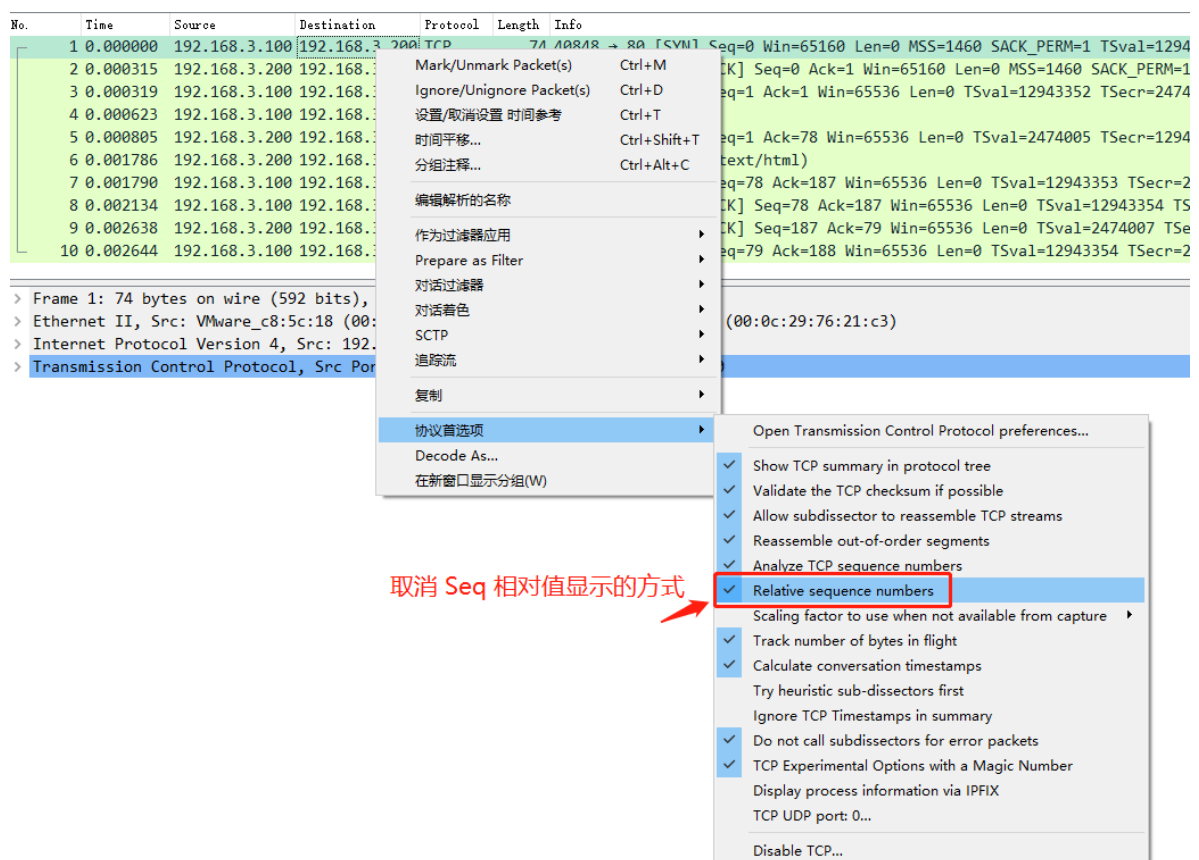 No. Time Source Destination Protocol Length Info
1 0.000000 192.168.3.100 192.168.3.200 TCP 74 40848 → 80 [SYN] Seq=0 Win=65160 Len=0 MSS=1460 SACK_PERM=1 TSval=1294
2 0.000315 192.168.3.200 192.168. CK] Seq=0 Ack=1 Win=65160 Len=0 MSS=1460 SACK_PERM=1
3 0.000319 192.168.3.100 192.168. eq=1 Ack=1 Win=65536 Len=0 TSval=12943352 TSecr=2474
4 0.000623 192.168.3.100 192.168.
5 0.000805 192.168.3.200 192.168. eq=1 Ack=78 Win=65536 Len=0 TSval=2474005 TSecr=1294
6 0.001786 192.168.3.200 192.168. text/html)
7 0.001790 192.168.3.100 192.168. eq=78 Ack=187 Win=65536 Len=0 TSval=12943353 TSecr=2
8 0.002134 192.168.3.100 192.168. CK] Seq=78 Ack=187 Win=65536 Len=0 TSval=12943354 TS
9 0.002638 192.168.3.200 192.168. CK] Seq=187 Ack=79 Win=65536 Len=0 TSval=2474007 TSe
10 0.002644 192.168.3.100 192.168. eq=79 Ack=188 Win=65536 Len=0 TSval=12943354 TSecr=2
Mark/Unmark Packet(s) Ctrl+M
Ignore/Unignore Packet(s) Ctrl+D
设置/取消设置 时间参考 Ctrl+T
时间平移... Ctrl+Shift+T
分组注释... Ctrl+Alt+C
编辑解析的名称
作为过滤器应用
Prepare as Filter
对话过滤器
对话着色
SCTP
追踪流
复制
协议首选项
Decode As...
在新窗口显示分组(W)
Frame 1: 74 bytes on wire (592 bits),
Ethernet II, Src: VMware_c8:5c:18 (00: (00:0c:29:76:21:c3)
Internet Protocol Version 4, Src: 192.
Transmission Control Protocol, Src Por
Open Transmission Control Protocol preferences...
Show TCP summary in protocol tree
Validate the TCP checksum if possible
Allow subdissector to reassemble TCP streams
Reassemble out-of-order segments
Analyze TCP sequence numbers
取消 Seq 相对值显示的方式
Relative sequence numbers
Scaling factor to use when not available from capture
Track number of bytes in flight
Calculate conversation timestamps
Try heuristic sub-dissectors first
Ignore TCP Timestamps in summary
Do not call subdissectors for error packets
TCP Experimental Options with a Magic Number
Display process information via IPFIX
TCP UDP port: 0...
Disable TCP...